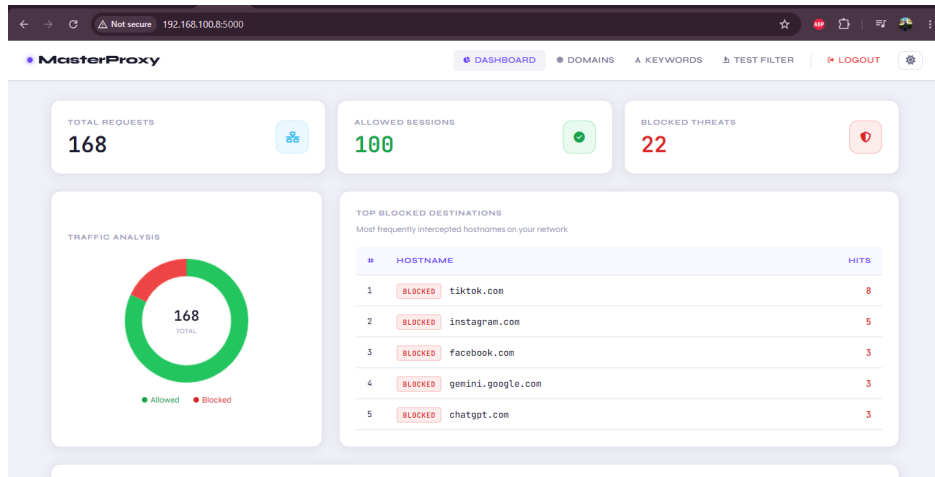 Not secure 192.168.100.8:5000
ABP
MasterProxy
DASHBOARD DOMAINS KEYWORDS TEST FILTER LOGOUT
TOTAL REQUESTS
168
ALLOWED SESSIONS
100
BLOCKED THREATS
22
TRAFFIC ANALYSIS
168
TOTAL
Allowed Blocked
TOP BLOCKED DESTINATIONS
Most frequently intercepted hostnames on your network
# HOSTNAME HITS
1 BLOCKED tiktok.com 8
2 BLOCKED instagram.com 5
3 BLOCKED facebook.com 3
4 BLOCKED gemini.google.com 3
5 BLOCKED chatgpt.com 3